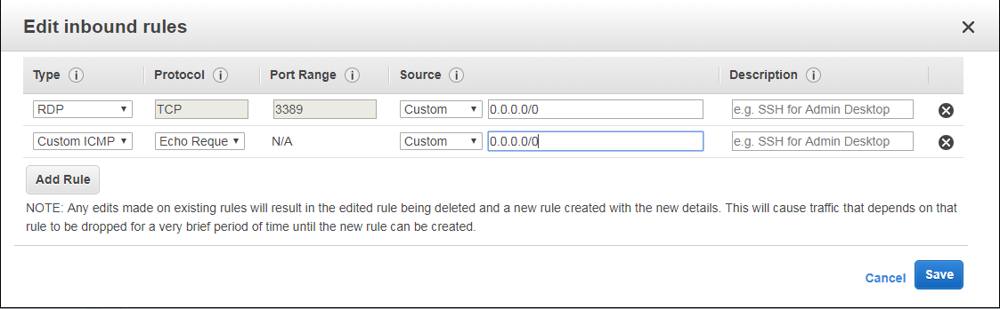 Edit inbound rules
Type Protocol Port Range Source Description
RDP TCP 3389 Custom 0.0.0.0/0 e.g. SSH for Admin Desktop
Custom ICMP Echo Reque N/A Custom 0.0.0.0/0 e.g. SSH for Admin Desktop
Add Rule
NOTE: Any edits made on existing rules will result in the edited rule being deleted and a new rule created with the new details. This will cause traffic that depends on that
rule to be dropped for a very brief period of time until the new rule can be created.
Cancel Save